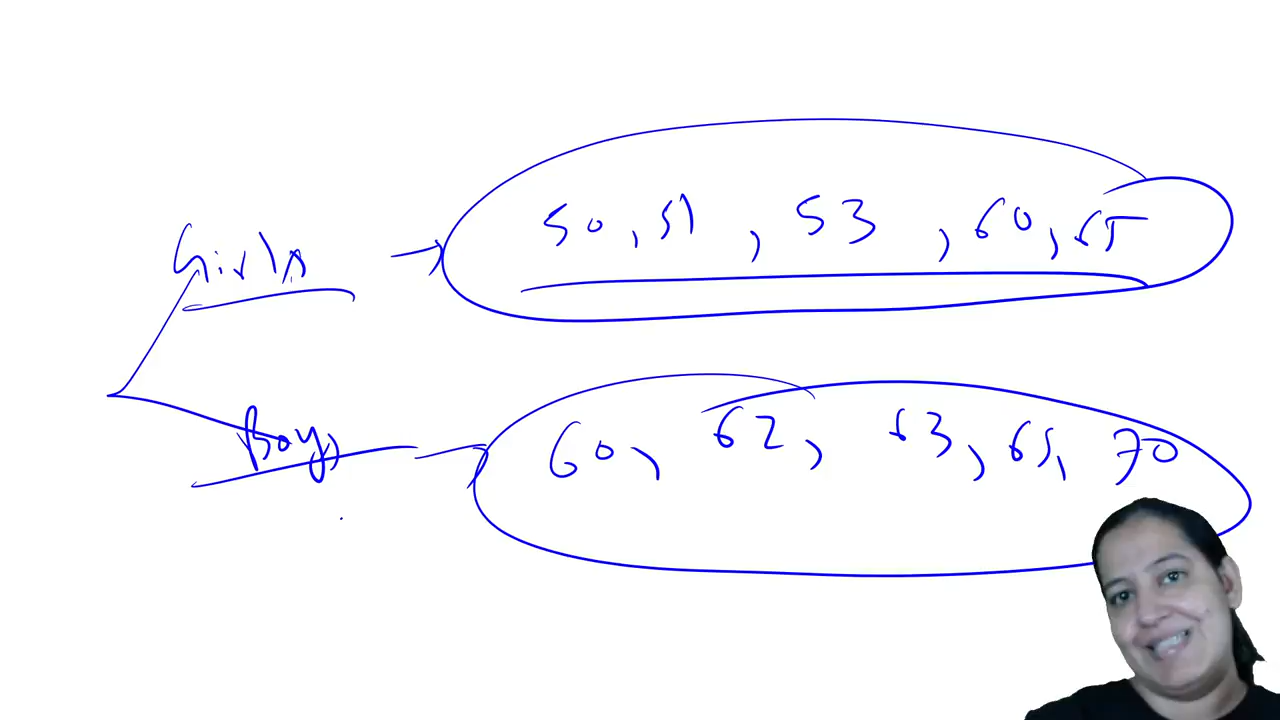 Girls → 50, 51, 53, 60, 65
Boys → 60, 62, 63, 65, 70